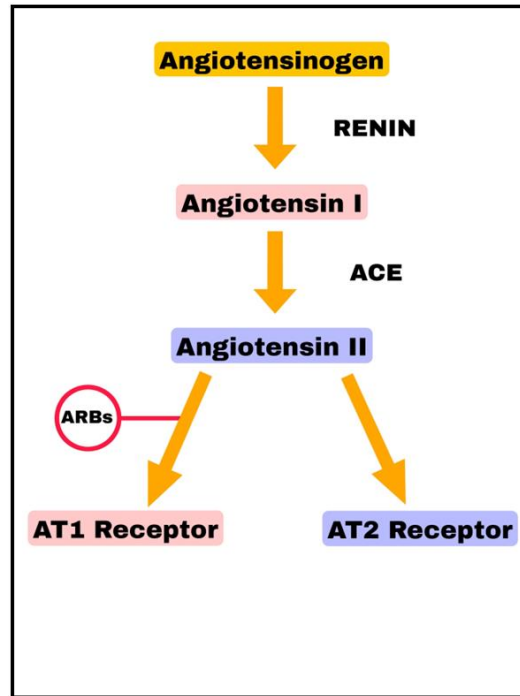 Angiotensinogen
RENIN
Angiotensin I
ACE
Angiotensin II
ARBs
AT1 Receptor
AT2 Receptor